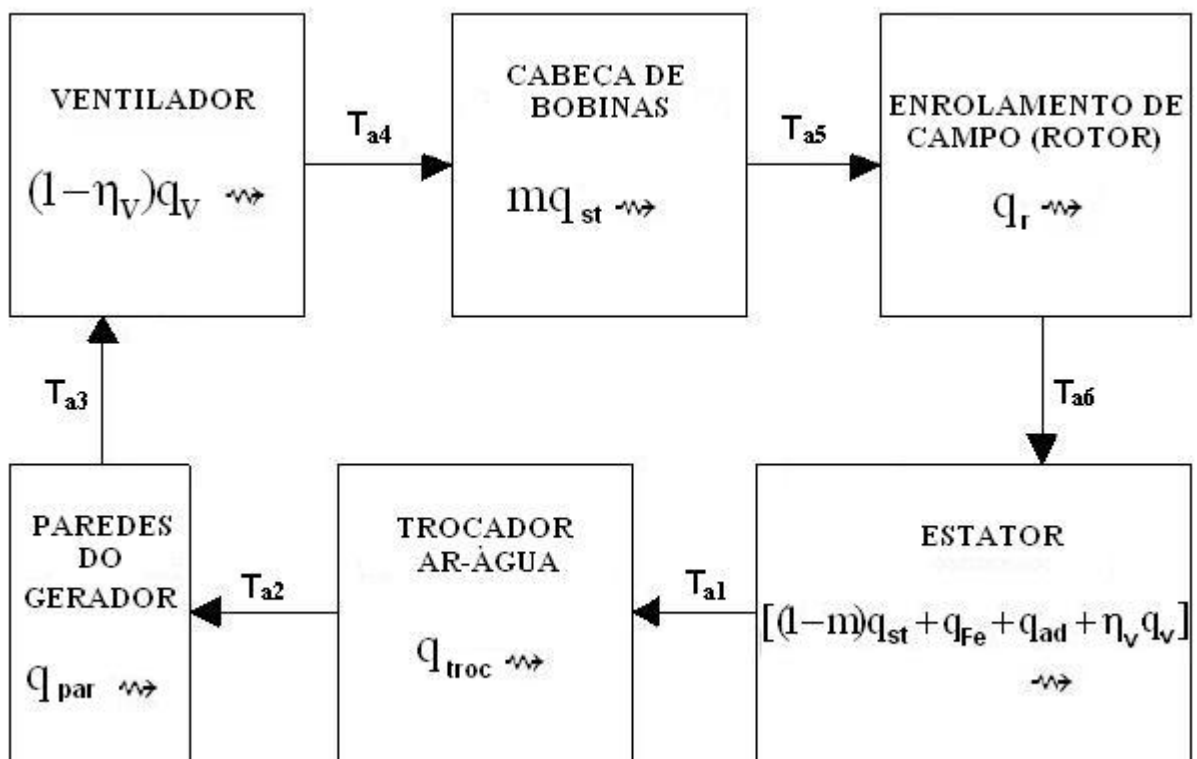 VENTILADOR
(1−η_V)q_V
T_a4
CABEÇA DE
BOBINAS
mq_st
T_a5
ENROLAMENTO DE
CAMPO (ROTOR)
q_r
T_a3
T_a6
PAREDES
DO
GERADOR
q_par
T_a2
TROCADOR
AR-ÀGUA
q_troc
T_a1
ESTATOR
[(1−m)q_st+q_Fe+q_ad+η_v q_v]